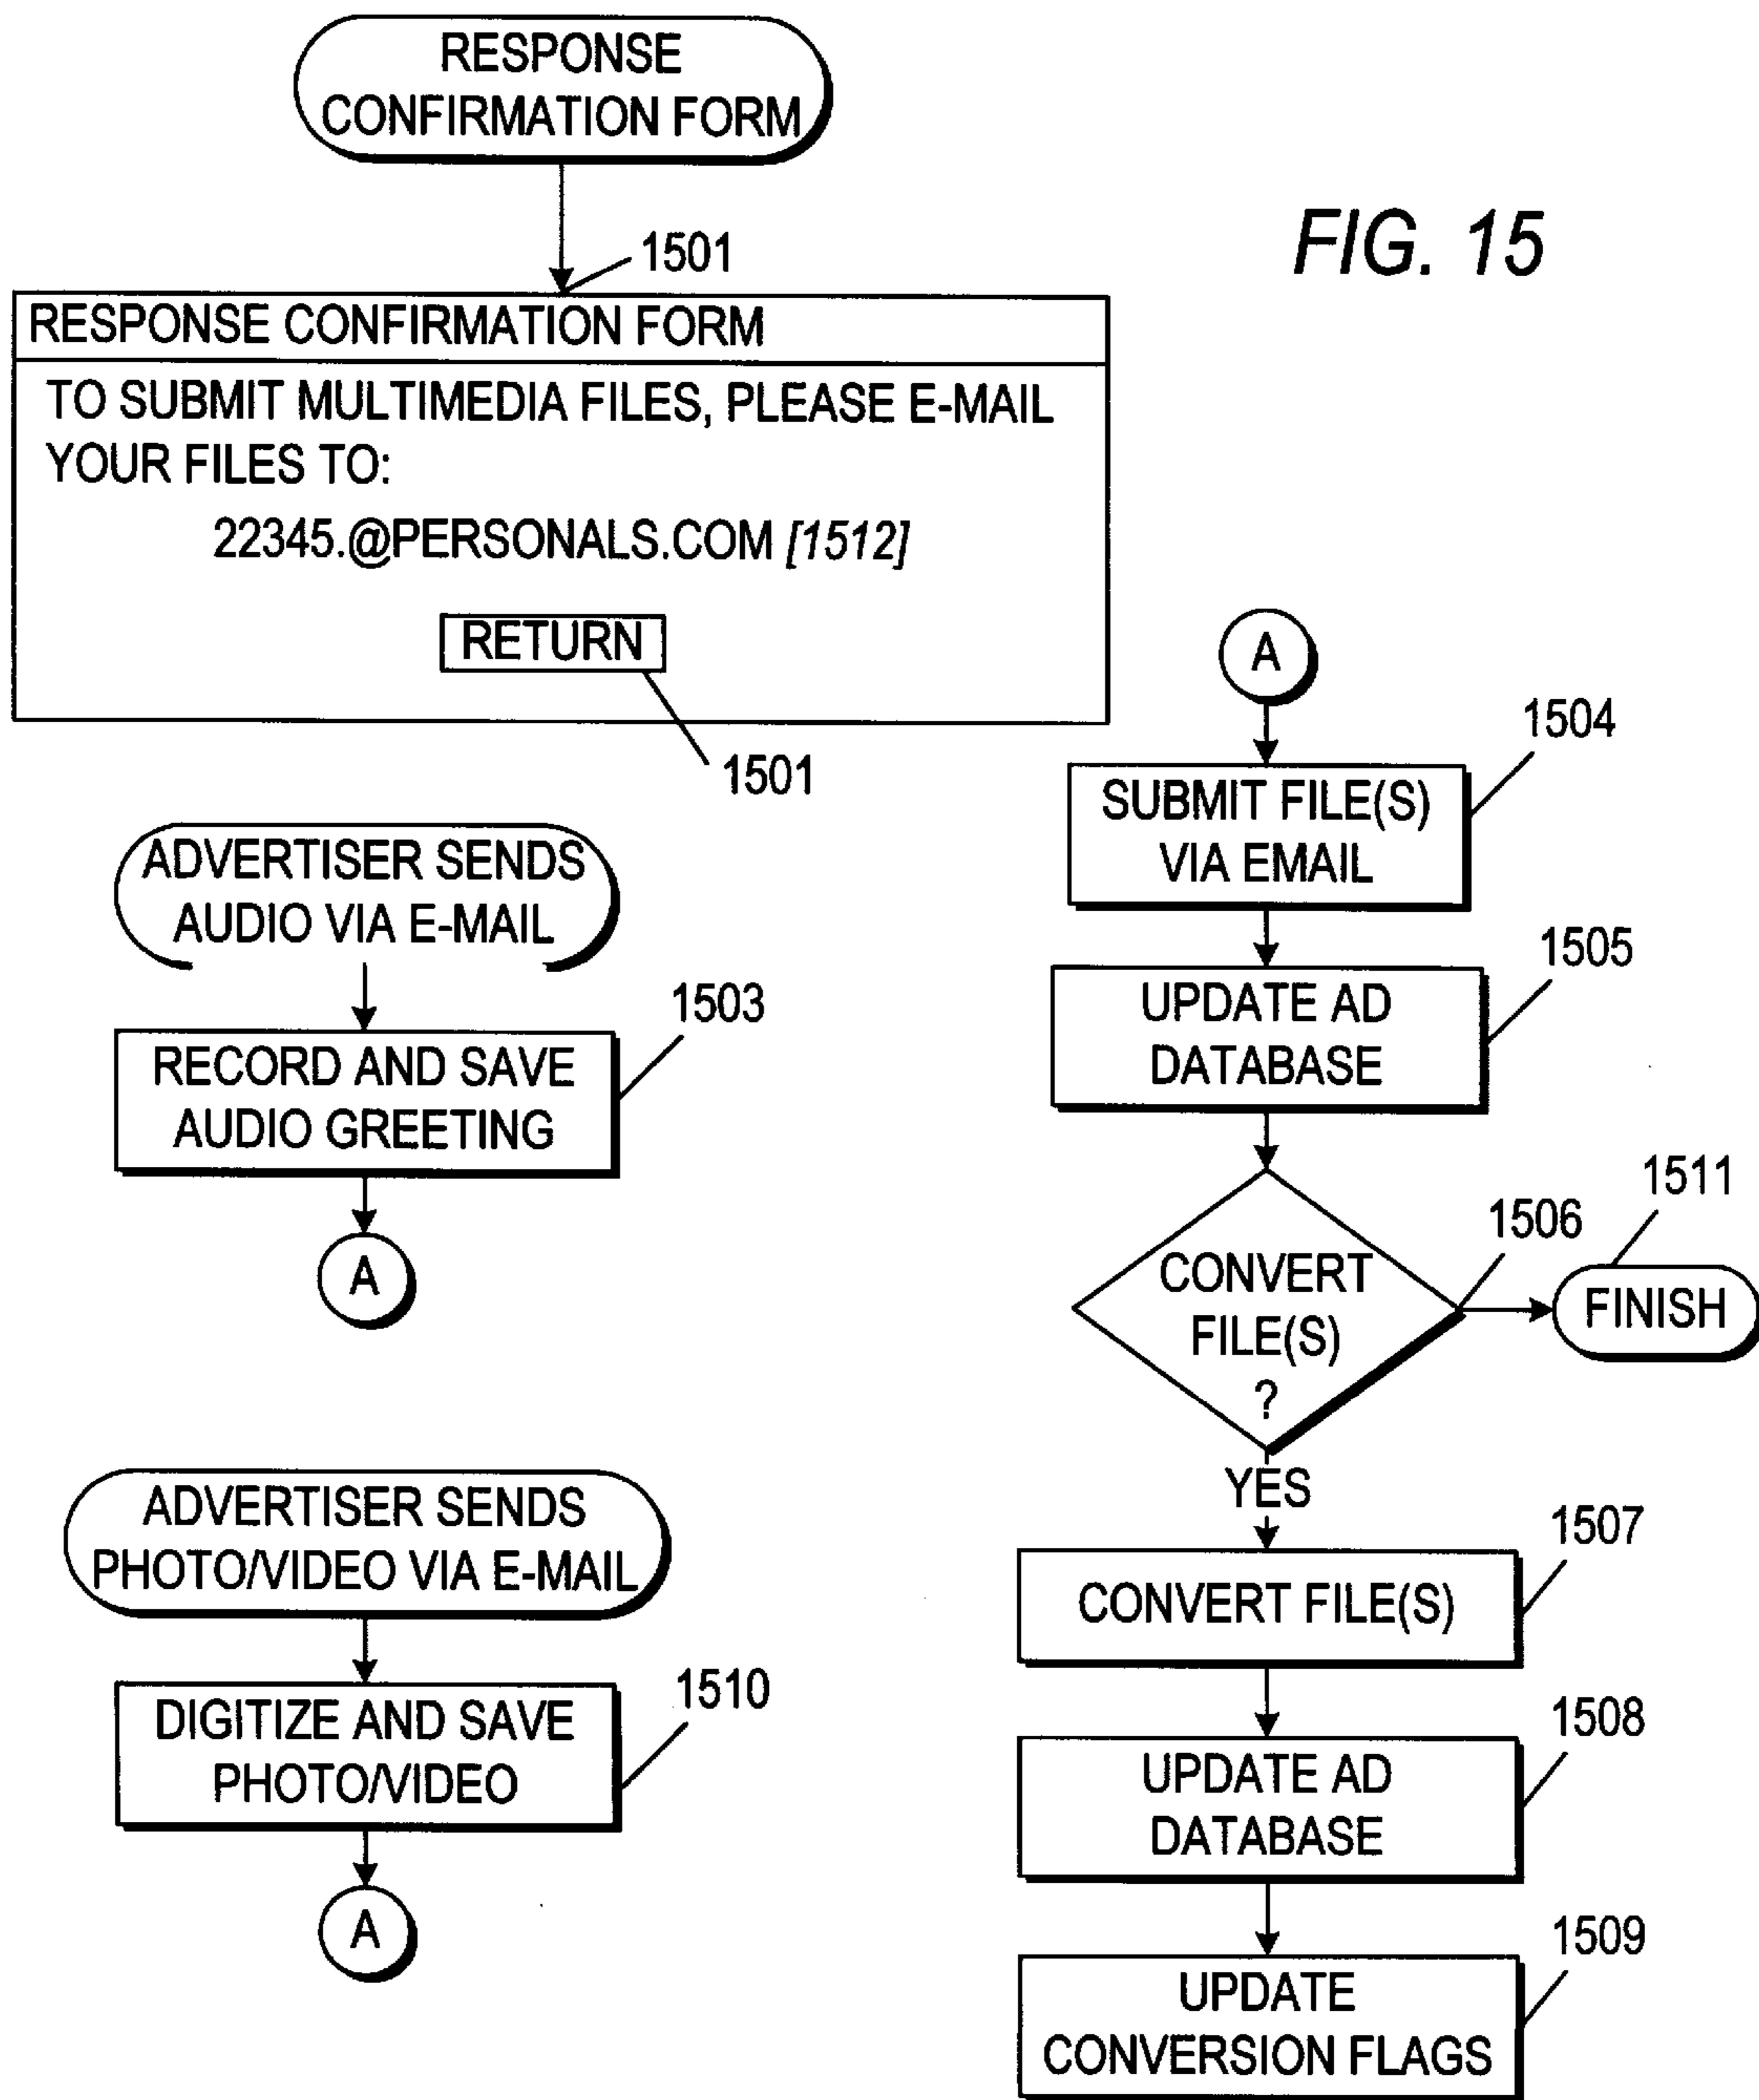 RESPONSE
CONFIRMATION FORM
FIG. 15
1501
RESPONSE CONFIRMATION FORM
TO SUBMIT MULTIMEDIA FILES, PLEASE E-MAIL
YOUR FILES TO:
22345.@PERSONALS.COM [1512]
RETURN
1501
ADVERTISER SENDS
AUDIO VIA E-MAIL
1503
RECORD AND SAVE
AUDIO GREETING
A
ADVERTISER SENDS
PHOTO/VIDEO VIA E-MAIL
1510
DIGITIZE AND SAVE
PHOTO/VIDEO
A
A
1504
SUBMIT FILE(S)
VIA EMAIL
1505
UPDATE AD
DATABASE
1506
1511
CONVERT
FILE(S)
?
FINISH
YES
1507
CONVERT FILE(S)
1508
UPDATE AD
DATABASE
1509
UPDATE
CONVERSION FLAGS